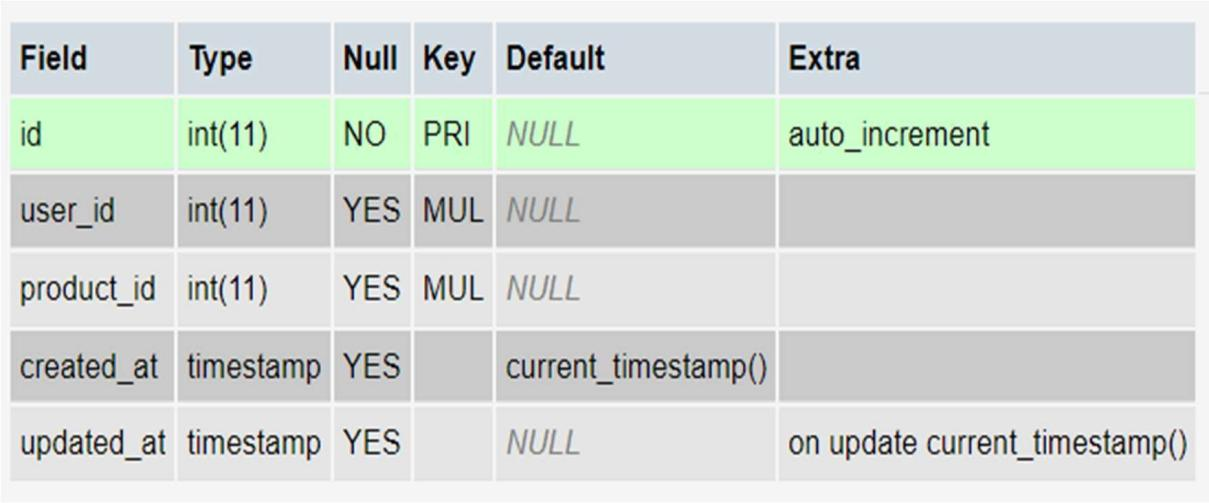 Field Type Null Key Default Extra
id int(11) NO PRI NULL auto_increment
user_id int(11) YES MUL NULL
product_id int(11) YES MUL NULL
created_at timestamp YES current_timestamp()
updated_at timestamp YES NULL on update current_timestamp()